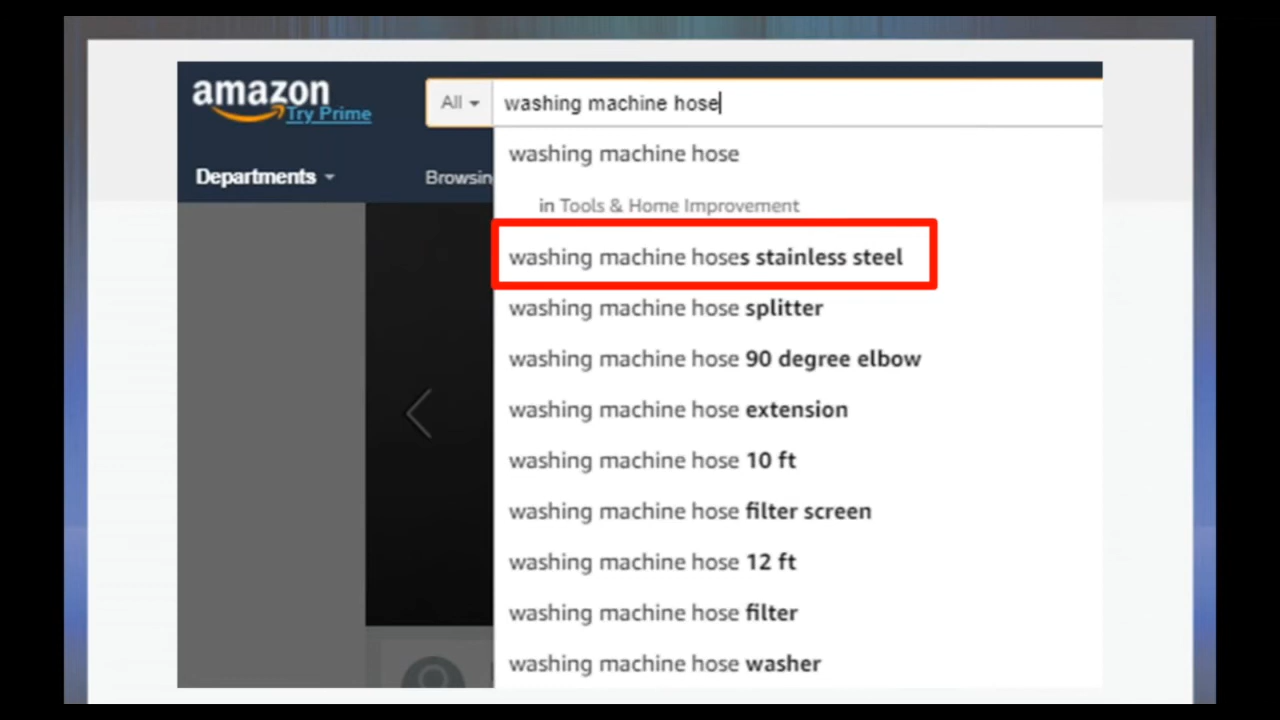 amazon
Try Prime
All
washing machine hose
Departments
Browsin
washing machine hose
in Tools & Home Improvement
washing machine hoses stainless steel
washing machine hose splitter
washing machine hose 90 degree elbow
washing machine hose extension
washing machine hose 10 ft
washing machine hose filter screen
washing machine hose 12 ft
washing machine hose filter
washing machine hose washer